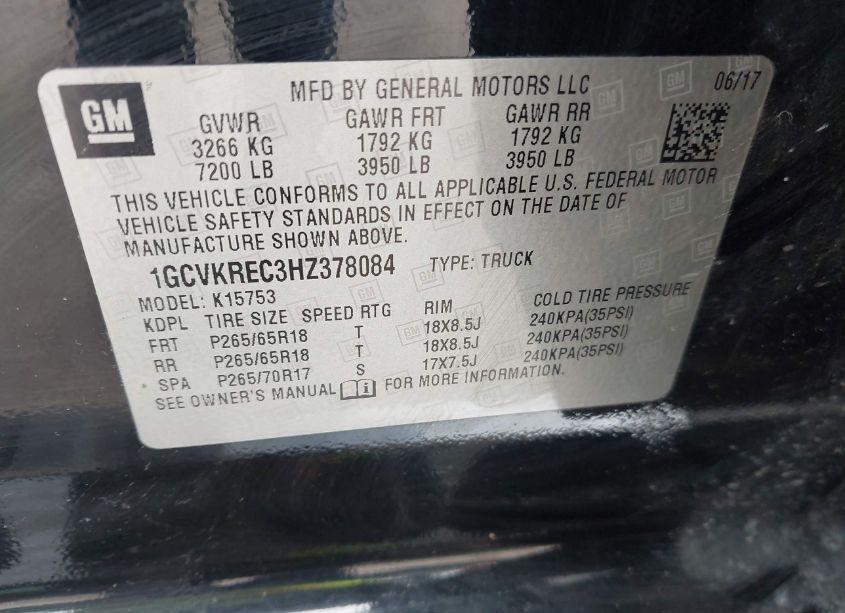 GM
MFD BY GENERAL MOTORS LLC 06/17
GVWR GAWR FRT GAWR RR
3266 KG 1792 KG 1792 KG
7200 LB 3950 LB 3950 LB
THIS VEHICLE CONFORMS TO ALL APPLICABLE U.S. FEDERAL MOTOR
VEHICLE SAFETY STANDARDS IN EFFECT ON THE DATE OF
MANUFACTURE SHOWN ABOVE.
1GCVKREC3HZ378084 TYPE: TRUCK
MODEL: K15753
KDPL TIRE SIZE SPEED RTG RIM COLD TIRE PRESSURE
FRT P265/65R18 T 18X8.5J 240KPA(35PSI)
RR P265/65R18 T 18X8.5J 240KPA(35PSI)
SPA P265/70R17 S 17X7.5J 240KPA(35PSI)
SEE OWNER'S MANUAL FOR MORE INFORMATION.